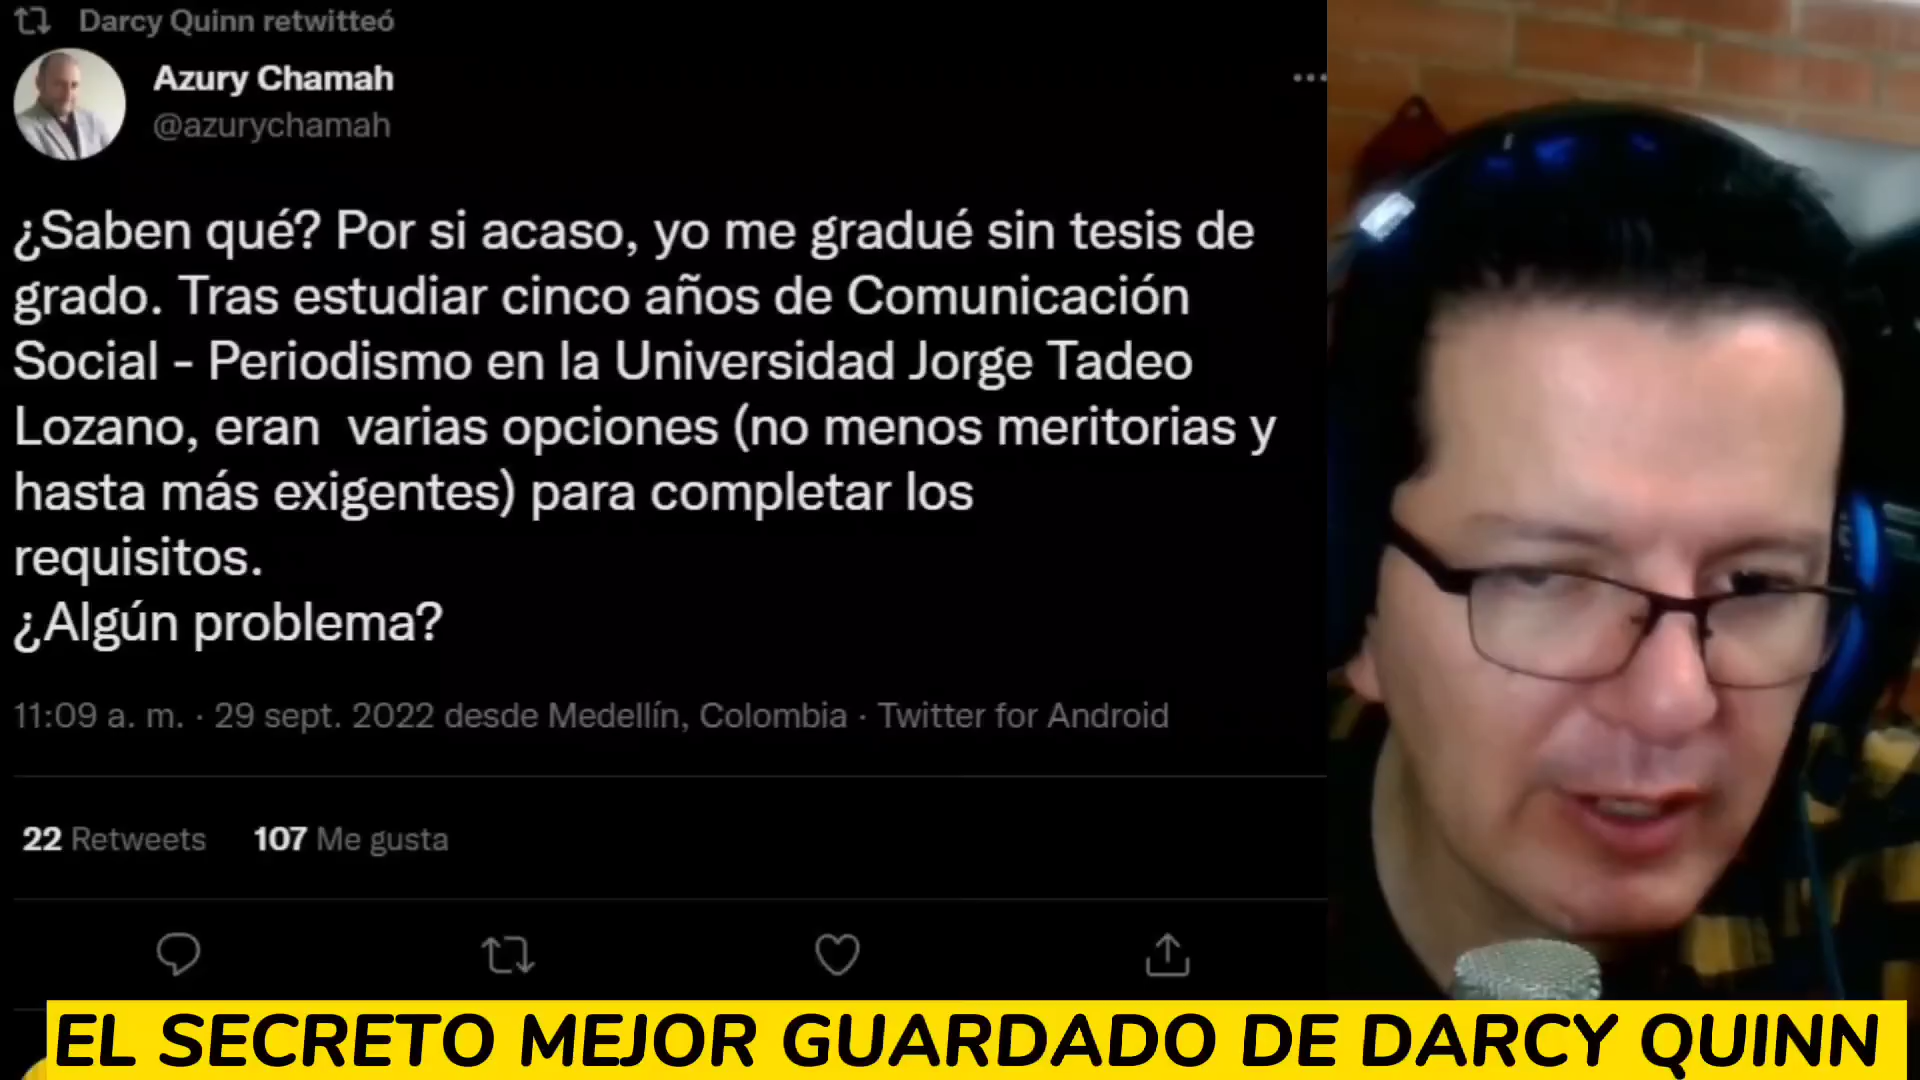 Darcy Quinn retwitteó
Azury Chamah
@azurychamah
¿Saben qué? Por si acaso, yo me gradué sin tesis de
grado. Tras estudiar cinco años de Comunicación
Social - Periodismo en la Universidad Jorge Tadeo
Lozano, eran varias opciones (no menos meritorias y
hasta más exigentes) para completar los
requisitos.
¿Algún problema?
11:09 a. m. · 29 sept. 2022 desde Medellín, Colombia · Twitter for Android
22 Retweets 107 Me gusta
EL SECRETO MEJOR GUARDADO DE DARCY QUINN